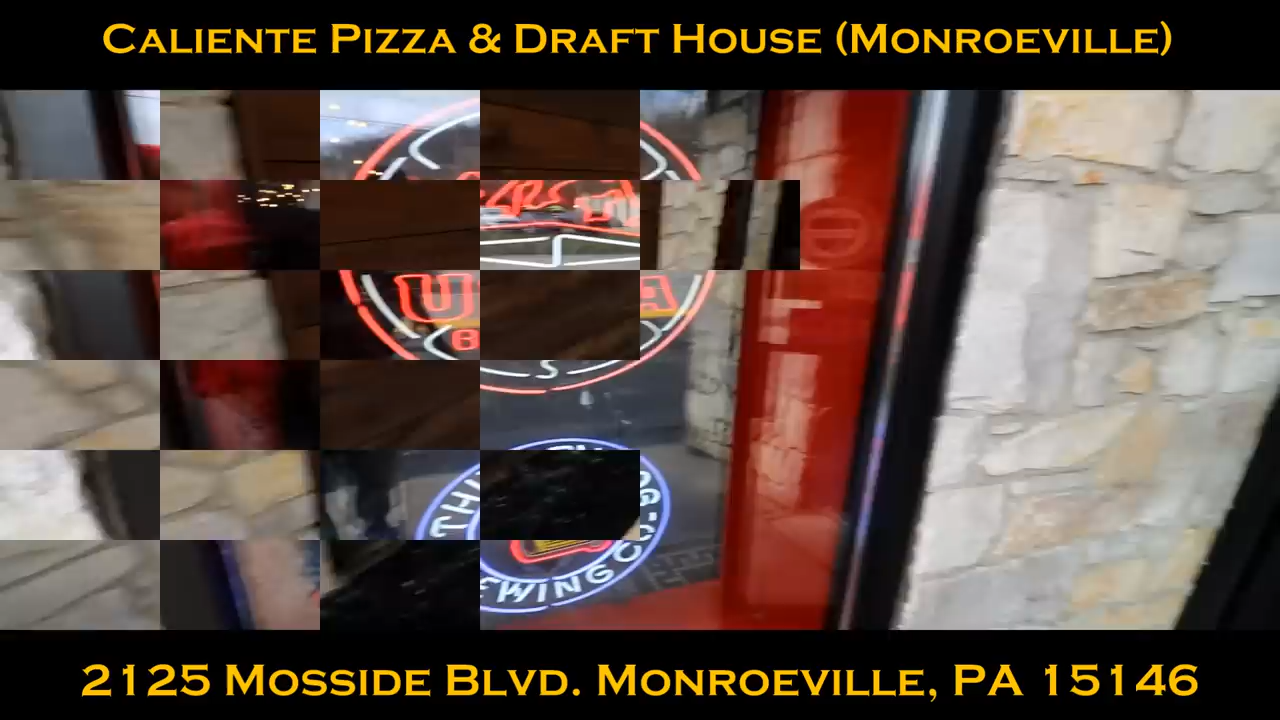 CALIENTE PIZZA & DRAFT HOUSE (MONROEVILLE)
2125 MOSSIDE BLVD. MONROEVILLE, PA 15146